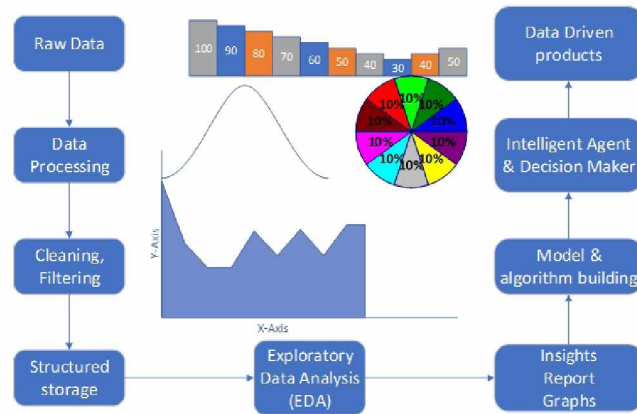 Raw Data
Data
Processing
Cleaning,
Filtering
Structured
storage
100 90 80 70 60 50 40 30 40 50
10% 10% 10% 10% 10% 10% 10% 10% 10% 10%
Y-Axis
X-Axis
Exploratory
Data Analysis
(EDA)
Data Driven
products
Intelligent Agent
& Decision Maker
Model &
algorithm building
Insights
Report
Graphs